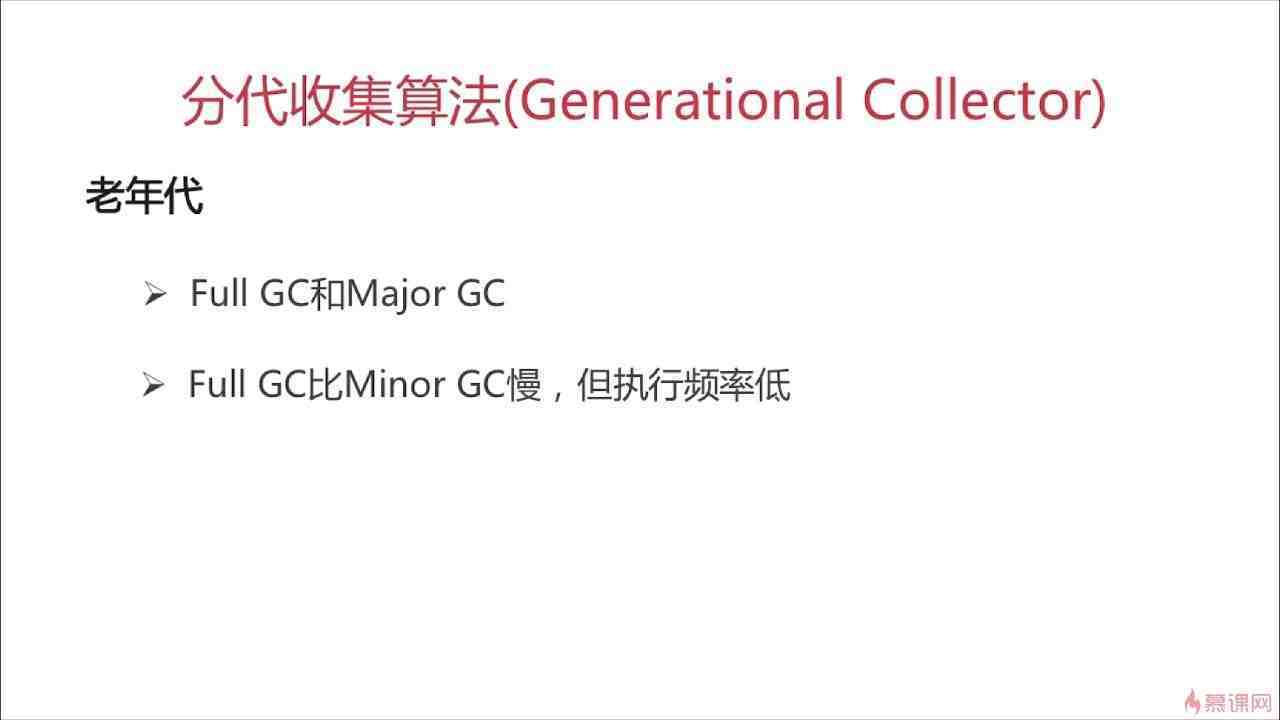 分代收集算法(Generational Collector)
老年代
Full GC和Major GC
Full GC比Minor GC慢，但执行频率低
慕课网